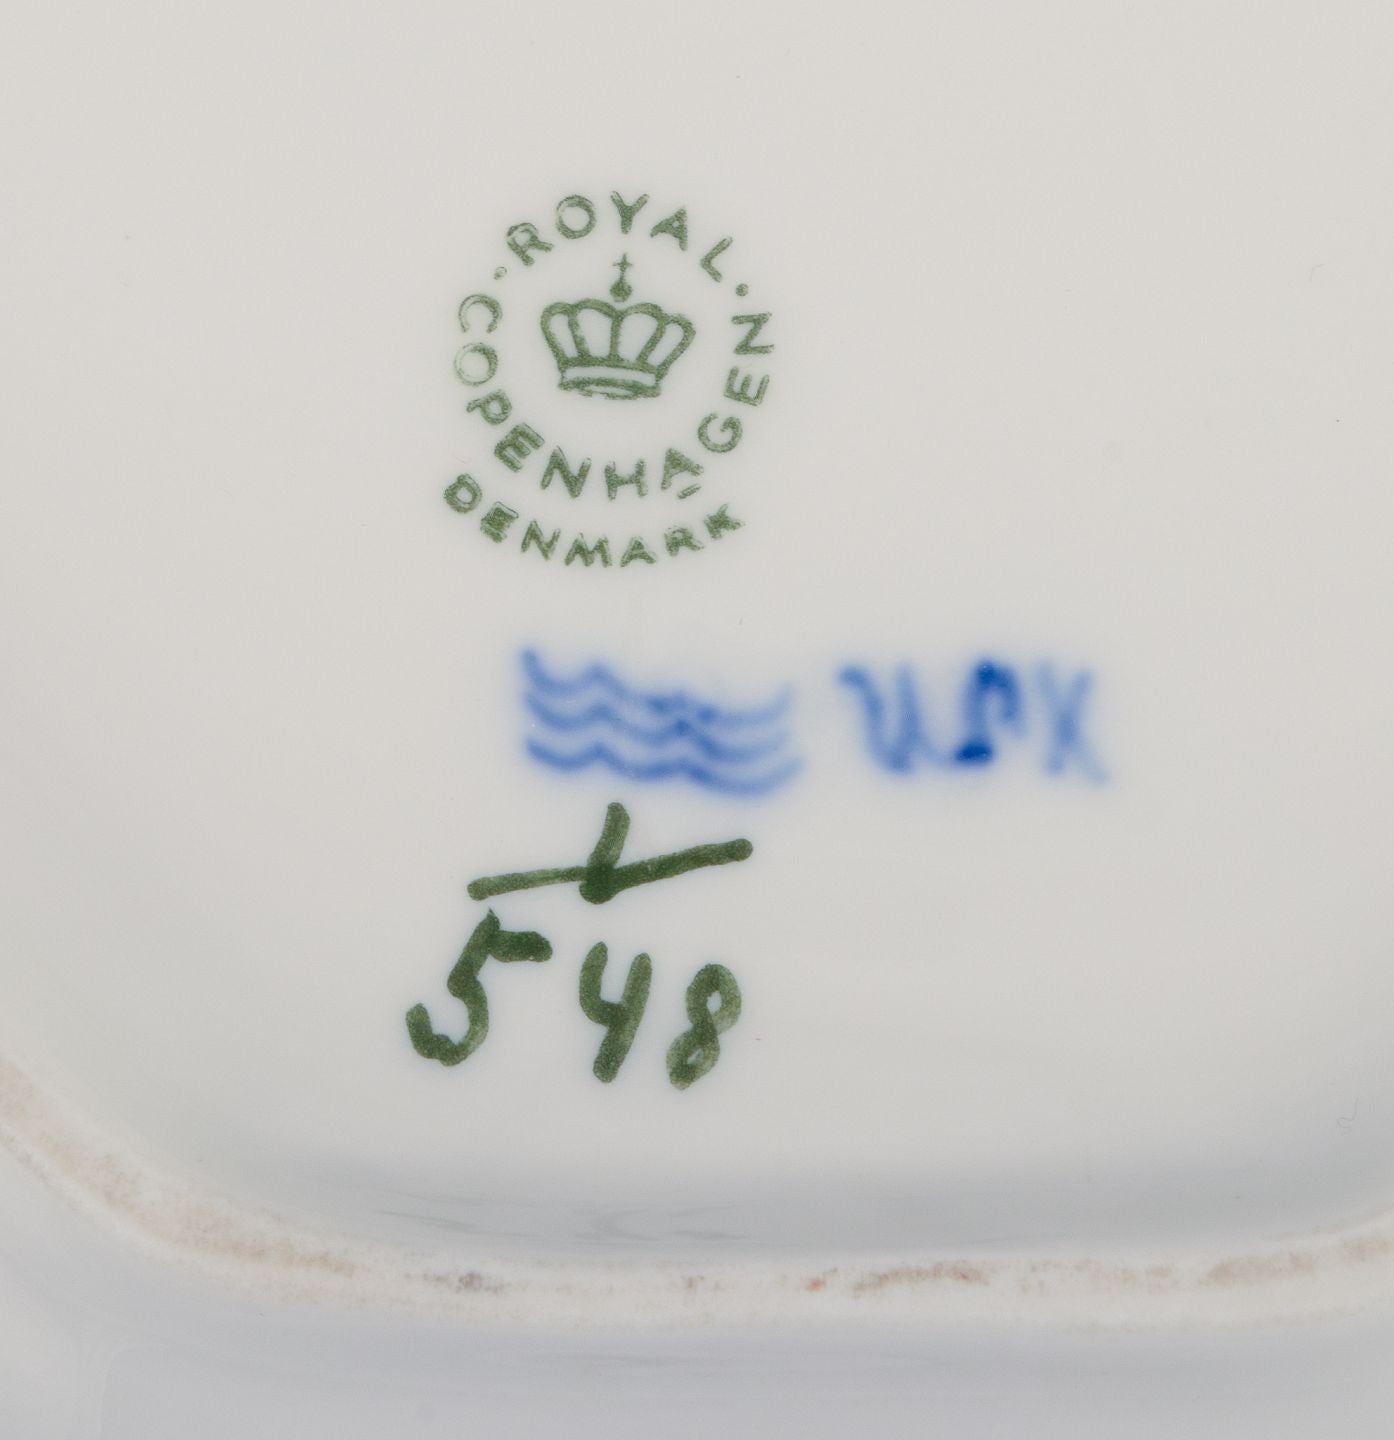 ROYAL
COPENHAGEN
DENMARK
548